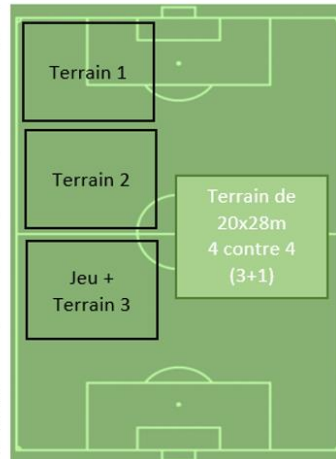 Terrain 1
Terrain 2
Terrain de
20x28m
4 contre 4
(3+1)
Jeu +
Terrain 3